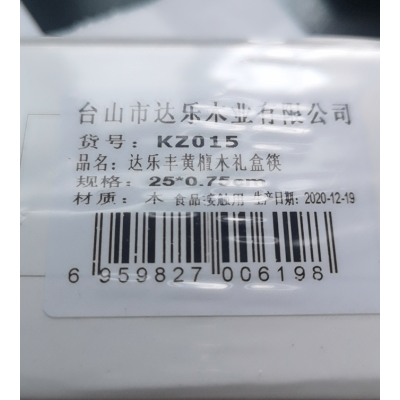 台山市达乐木业有限公司
货号: KZ015
品名: 达乐丰黄檀木礼盒筷
规格: 25*0.75cm
材质: 木 食品接触用 生产日期: 2020-12-19
6 959827 006198